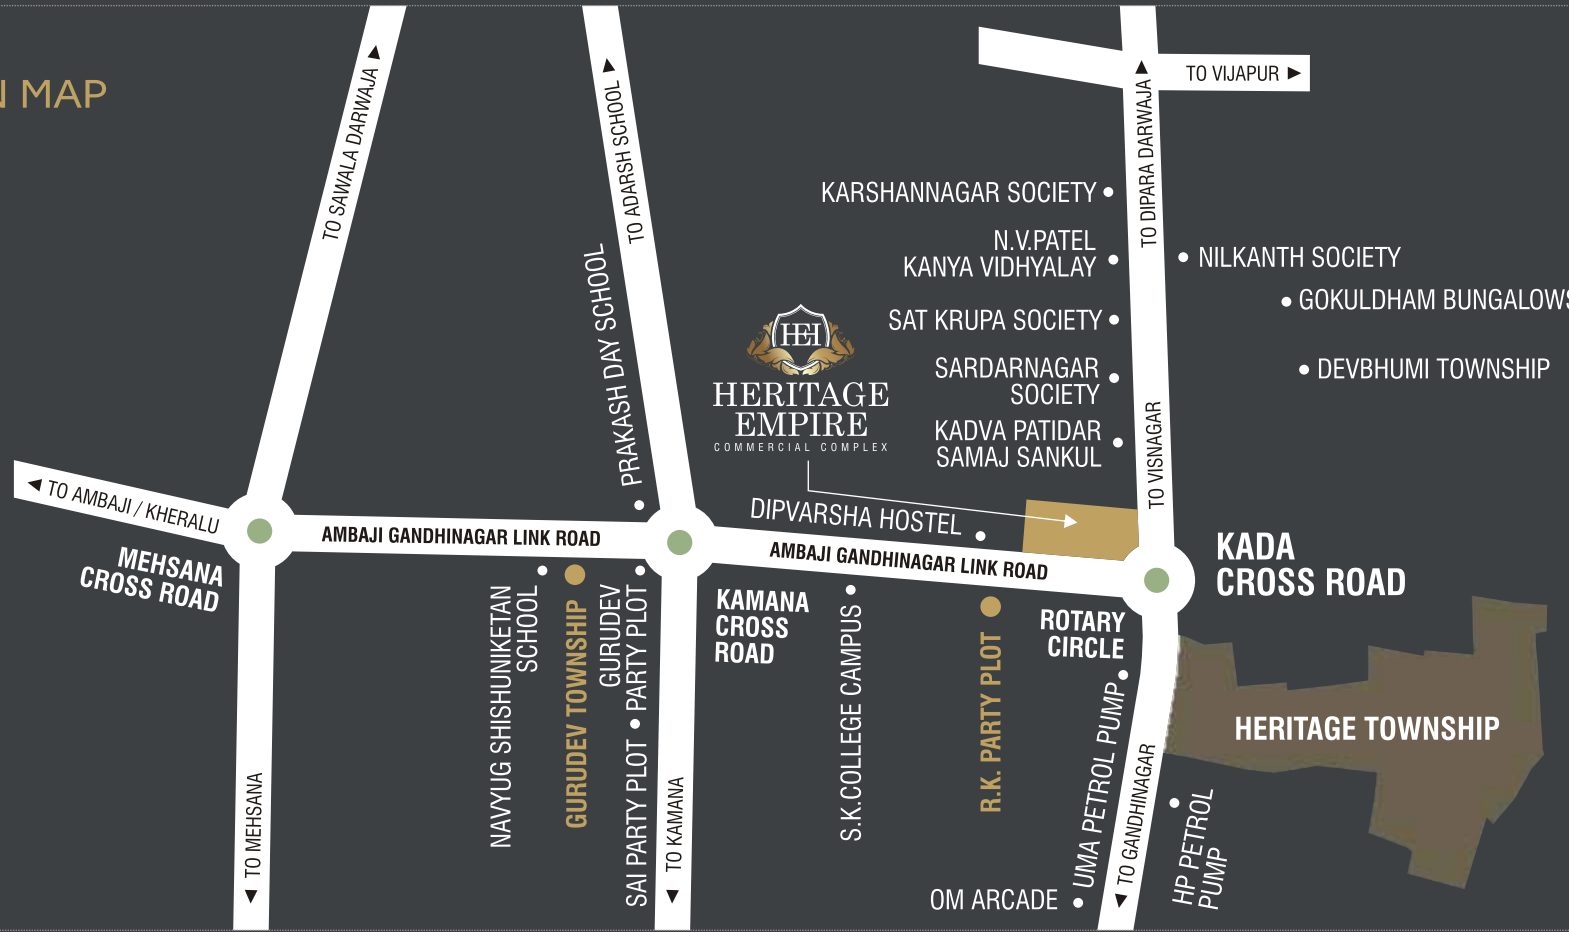 N MAP
TO SAWALA DARWAJA
TO ADARSH SCHOOL
TO VIJAPUR
TO DIPARA DARWAJA
KARSHANNAGAR SOCIETY
N.V.PATEL
KANYA VIDHYALAY
NILKANTH SOCIETY
GOKULDHAM BUNGALOWS
SAT KRUPA SOCIETY
SARDARNAGAR
SOCIETY
DEVBHUMI TOWNSHIP
KADVA PATIDAR
SAMAJ SANKUL
TO VISNAGAR
PRAKASH DAY SCHOOL
HEH
HERITAGE
EMPIRE
COMMERCIAL COMPLEX
DIPVARSHA HOSTEL
TO AMBAJI / KHERALU
AMBAJI GANDHINAGAR LINK ROAD
AMBAJI GANDHINAGAR LINK ROAD
MEHSANA
CROSS ROAD
KADA
CROSS ROAD
NAVYUG SHISHUNIKETAN
SCHOOL
GURUDEV TOWNSHIP
GURUDEV
PARTY PLOT
SAI PARTY PLOT
KAMANA
CROSS
ROAD
S.K.COLLEGE CAMPUS
R.K. PARTY PLOT
ROTARY
CIRCLE
HERITAGE TOWNSHIP
TO MEHSANA
TO KAMANA
UMA PETROL PUMP
TO GANDHINAGAR
HP PETROL
PUMP
OM ARCADE